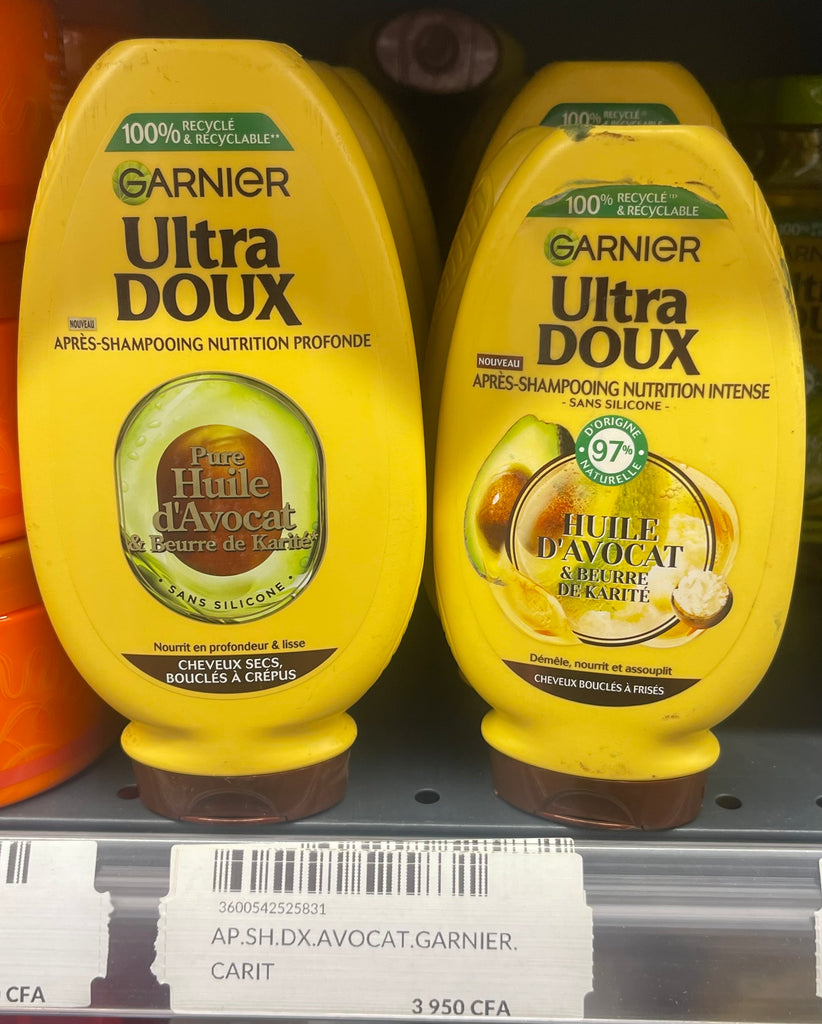 100% RECYCLÉ
& RECYCLABLE**
GARNIER
Ultra
DOUX
NOUVEAU
APRÈS-SHAMPOOING NUTRITION PROFONDE
Pure
Huile
d'Avocat
& Beurre de Karité*
• SANS SILICONE •
Nourrit en profondeur & lisse
CHEVEUX SECS,
BOUCLÉS À CRÉPUS
100% RECYCLÉ
& RECYCLABLE
100% RECYCLÉ(1)
& RECYCLABLE
GARNIER
Ultra
DOUX
NOUVEAU
APRÈS-SHAMPOOING NUTRITION INTENSE
- SANS SILICONE -
D'ORIGINE
97%
NATURELLE
HUILE
D'AVOCAT
& BEURRE
DE KARITÉ
Démêle, nourrit et assouplit
CHEVEUX BOUCLÉS À FRISÉS
3600542525831
AP.SH.DX.AVOCAT.GARNIER.
CARIT
3 950 CFA
CFA